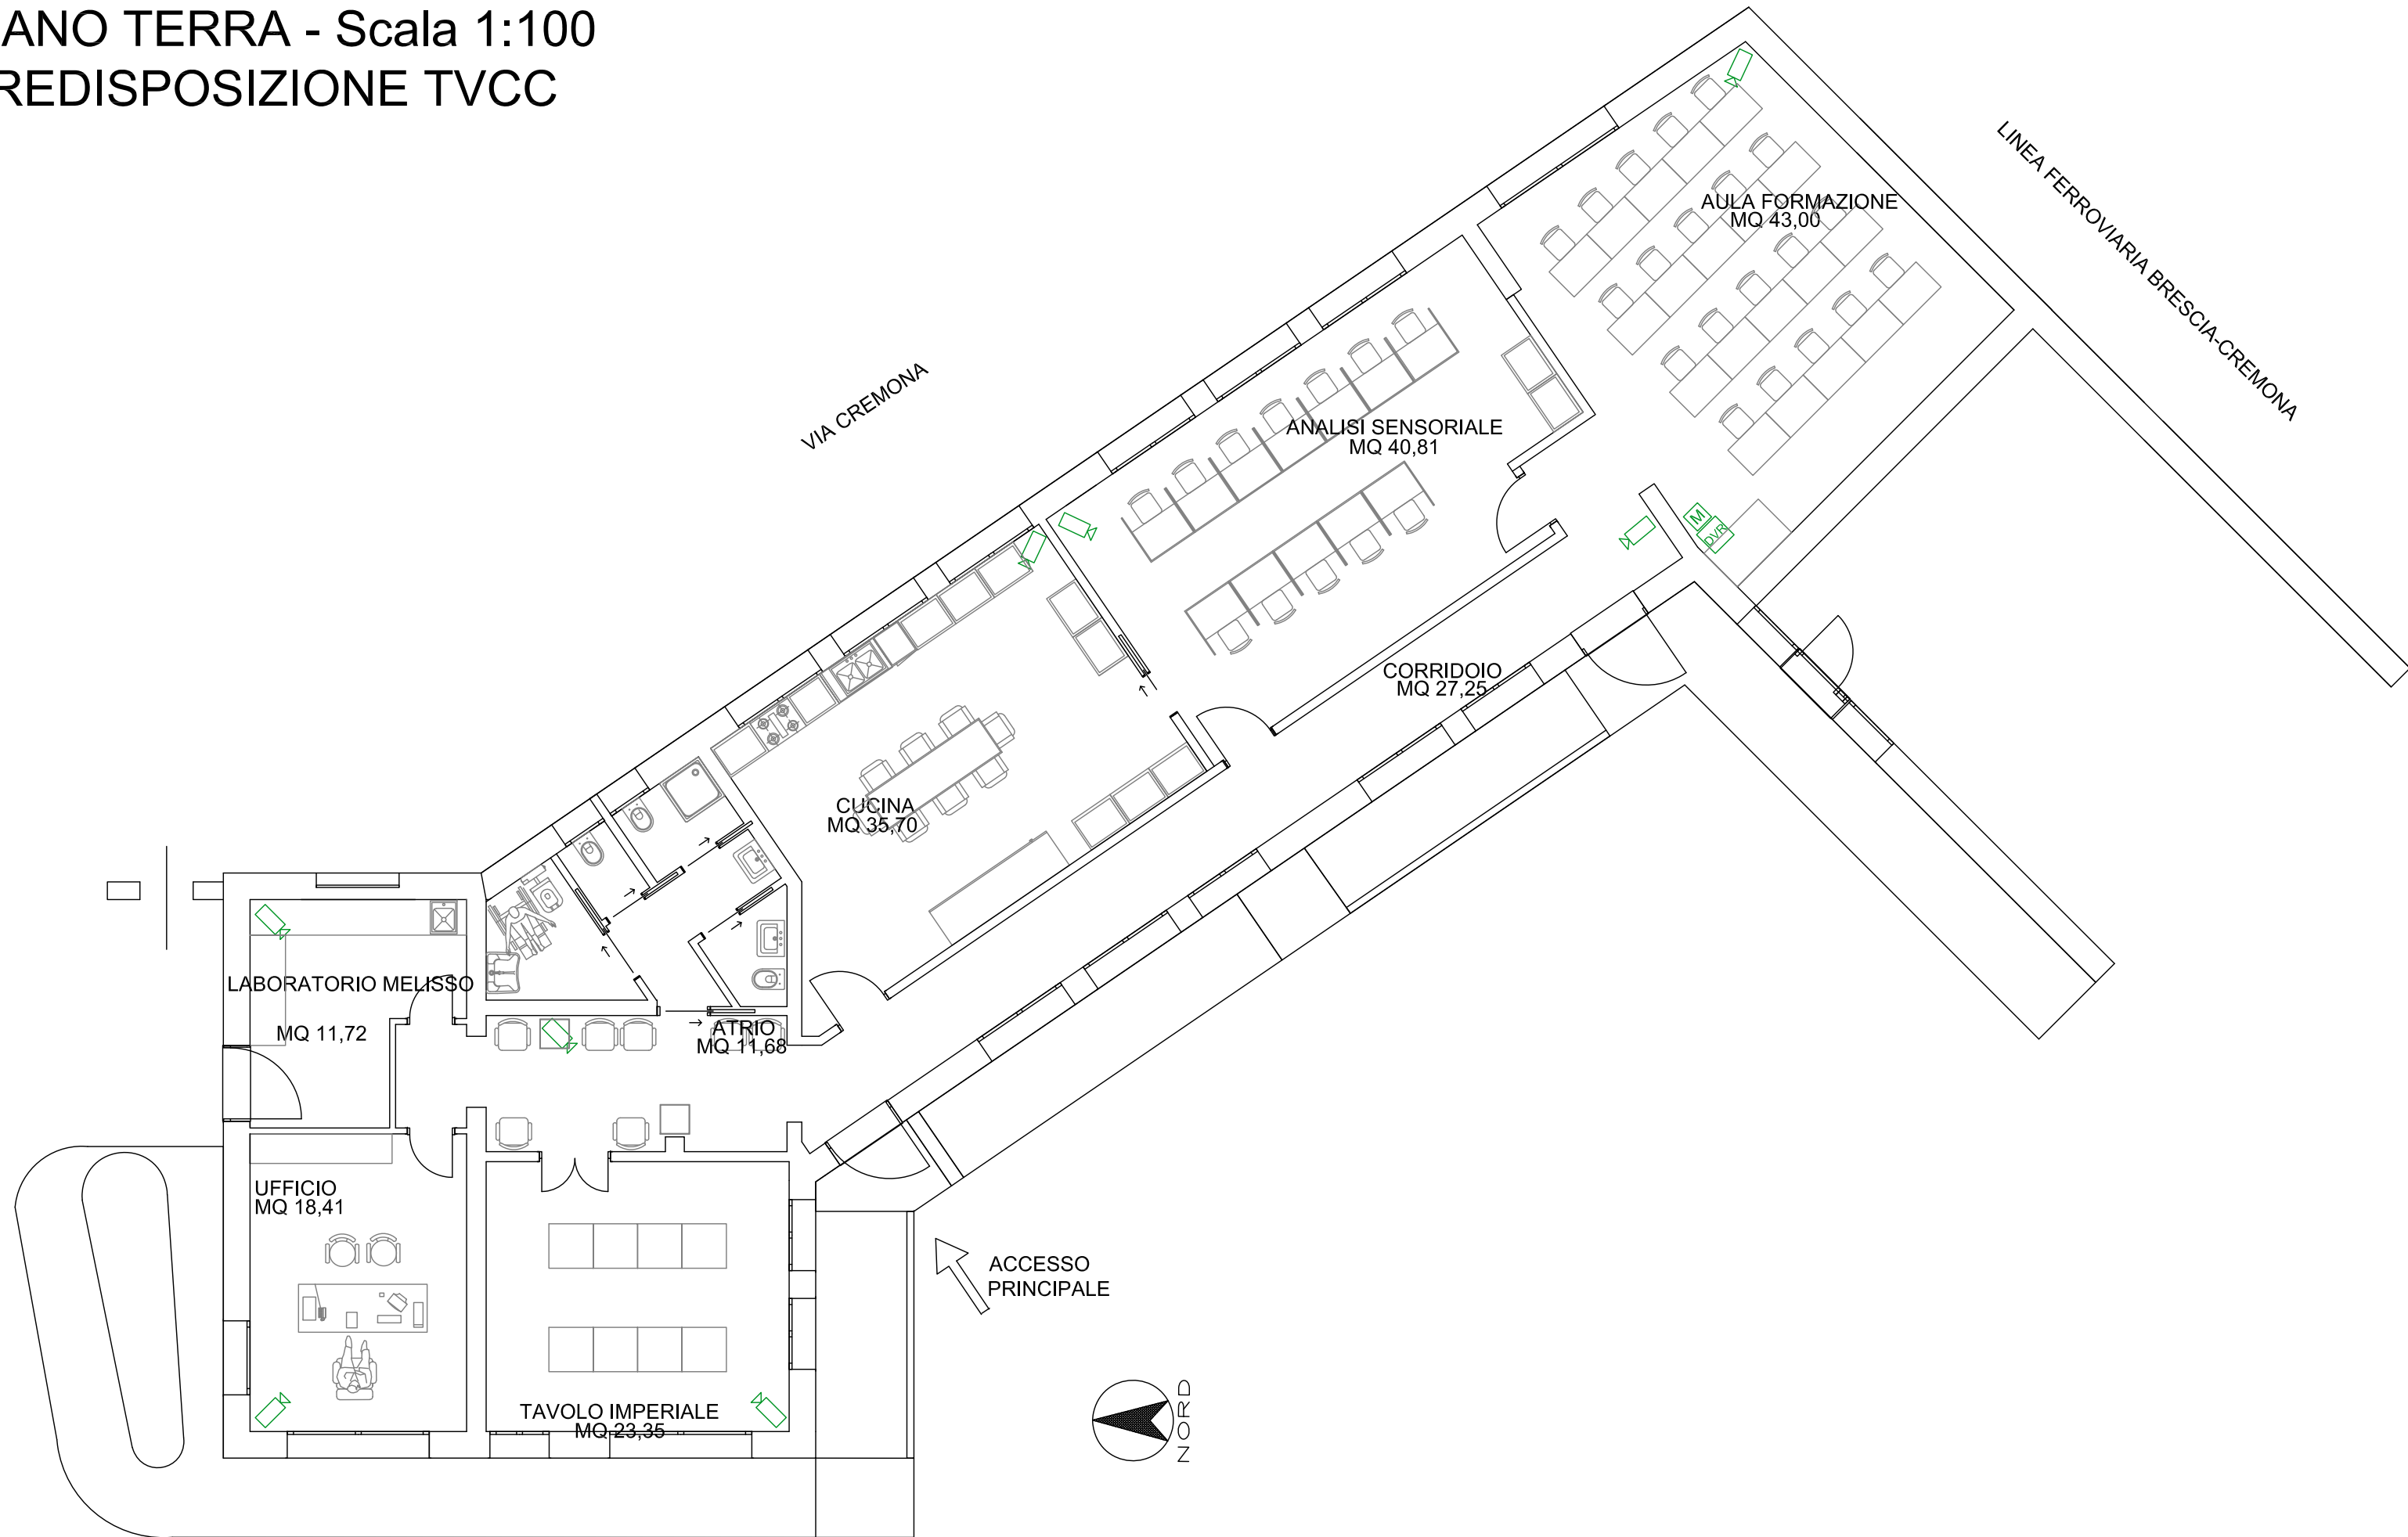 ANO TERRA - Scala 1:100
REDISPOSIZIONE TVCC
LINEA FERROVIARIA BRESCIA-CREMONA
AULA FORMAZIONE
MQ 43,00
VIA CREMONA
ANALISI SENSORIALE
MQ 40,81
M
DVR
CORRIDOIO
MQ 27,25
CUCINA
MQ 35,70
LABORATORIO MELISSO
MQ 11,72
ATRIO
MQ 11,68
UFFICIO
MQ 18,41
ACCESSO
PRINCIPALE
TAVOLO IMPERIALE
MQ 23,35
NORD